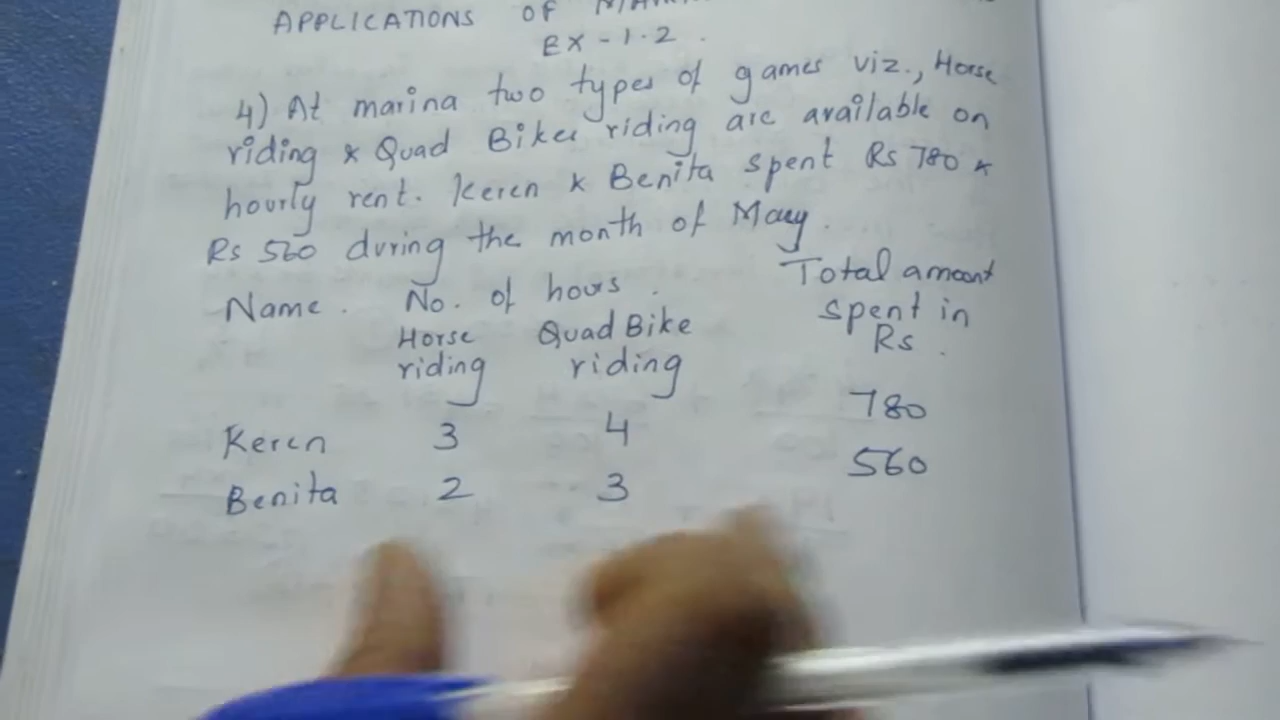 APPLICATIONS OF
EX - 1.2 .
4) At marina two types of games viz., Horse
riding & Quad Bikes riding are available on
hourly rent. Keren & Benita spent Rs 780 &
Rs 560 during the month of May .
Name . No. of hours . Total amount
Horse Quad Bike spent in
riding riding Rs .
Keren 3 4 780
Benita 2 3 560